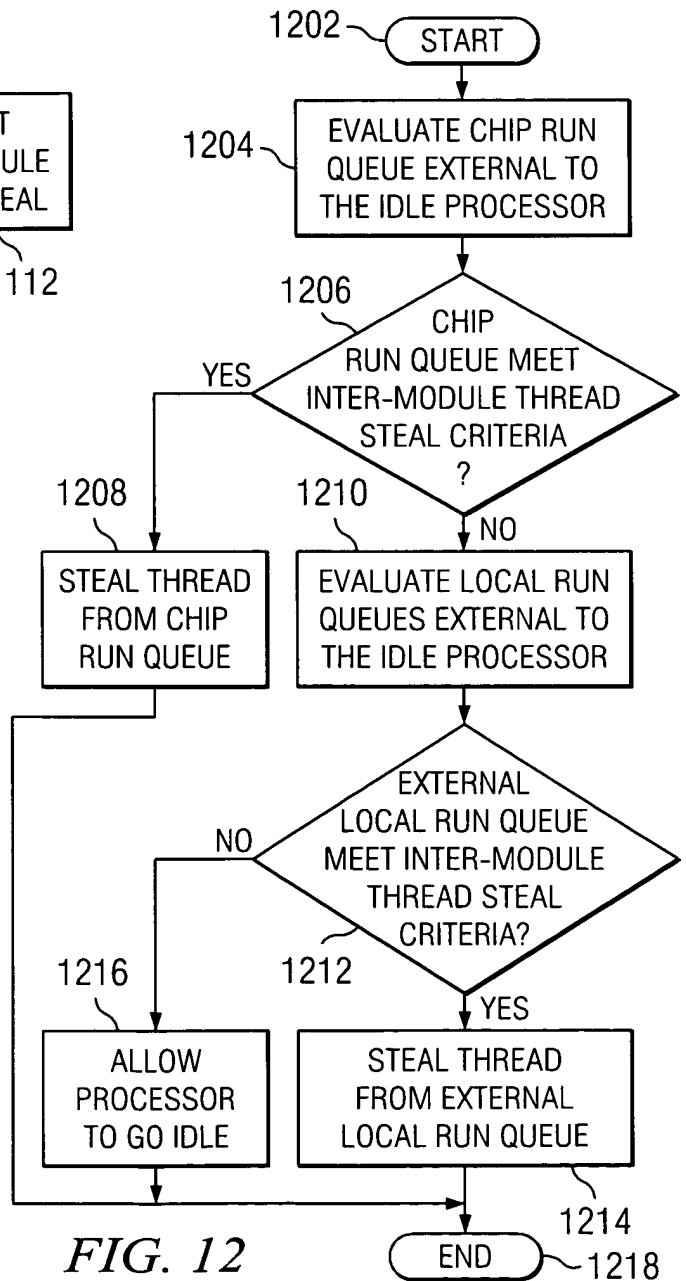 1202
START
T
ULE
EAL
112
1204
EVALUATE CHIP RUN
QUEUE EXTERNAL TO
THE IDLE PROCESSOR
1206
CHIP
RUN QUEUE MEET
INTER-MODULE THREAD
STEAL CRITERIA
?
YES
NO
1208
STEAL THREAD
FROM CHIP
RUN QUEUE
1210
EVALUATE LOCAL RUN
QUEUES EXTERNAL TO
THE IDLE PROCESSOR
EXTERNAL
LOCAL RUN QUEUE
MEET INTER-MODULE
THREAD STEAL
CRITERIA?
NO
1212
YES
1216
ALLOW
PROCESSOR
TO GO IDLE
STEAL THREAD
FROM EXTERNAL
LOCAL RUN QUEUE
1214
FIG. 12
END
1218